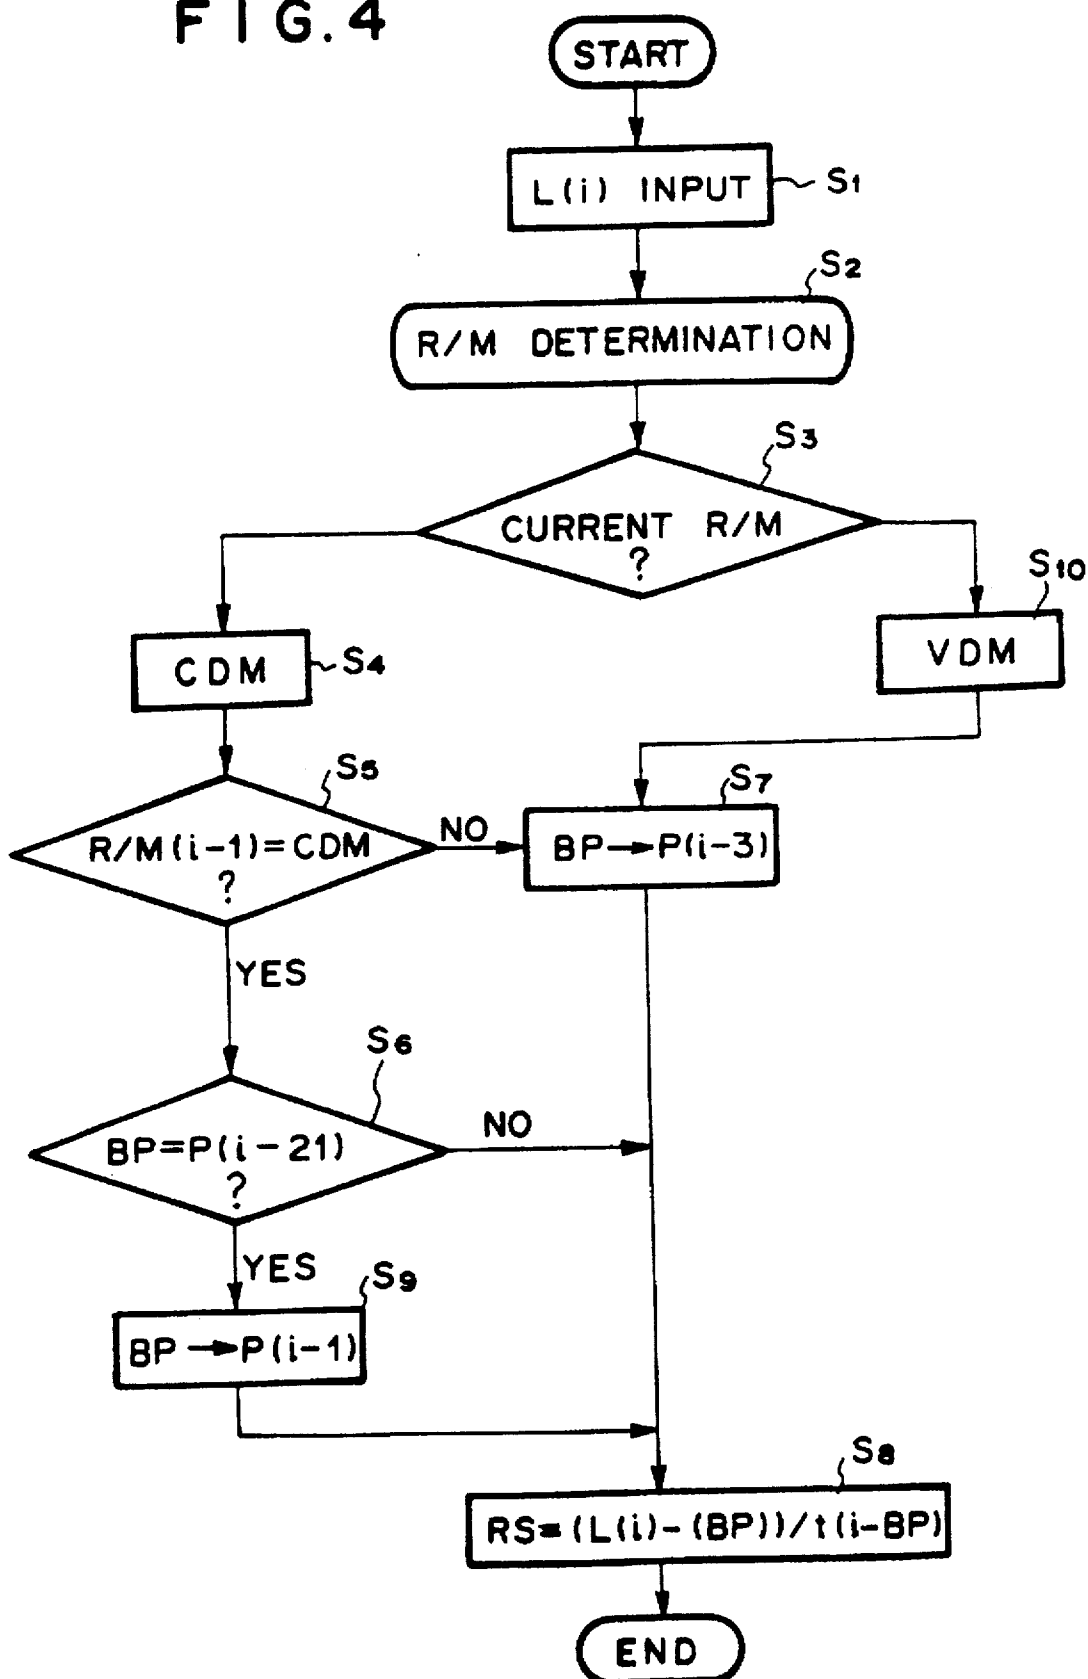 FIG.4
START
L(i) INPUT
S1
S2
R/M DETERMINATION
S3
CURRENT R/M
?
S10
CDM
S4
VDM
S5
S7
R/M(i-1)=CDM
?
NO
BP→P(i-3)
YES
S6
BP=P(i-21)
?
NO
YES
S9
BP→P(i-1)
S8
RS=(L(i)-(BP))/t(i-BP)
END